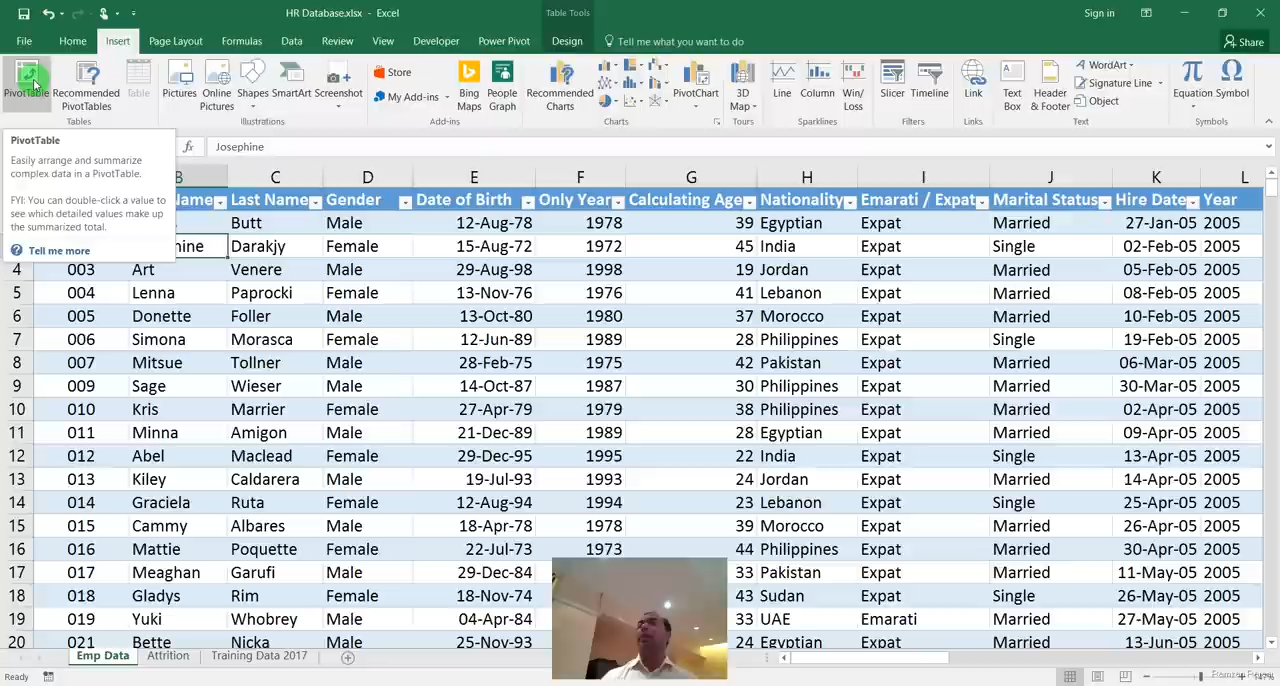 HR Database.xlsx - Excel
Table Tools
Sign in
File Home Insert Page Layout Formulas Data Review View Developer Power Pivot Design Tell me what you want to do Share
PivotTable Recommended PivotTables Table Pictures Online Pictures Shapes SmartArt Screenshot Store My Add-ins Bing Maps People Graph Recommended Charts PivotChart 3D Map Line Column Win/Loss Slicer Timeline Link Text Box Header & Footer WordArt Signature Line Object Equation Symbol
Tables Illustrations Add-ins Charts Tours Sparklines Filters Links Text Symbols
PivotTable
Easily arrange and summarize
complex data in a PivotTable.
FYI: You can double-click a value to
see which detailed values make up
the summarized total.
Tell me more
fx Josephine
B C D E F G H I J K L
Name Last Name Gender Date of Birth Only Year Calculating Age Nationality Emarati / Expat Marital Status Hire Date Year
Butt Male 12-Aug-78 1978 39 Egyptian Expat Married 27-Jan-05 2005
hine Darakjy Female 15-Aug-72 1972 45 India Expat Single 02-Feb-05 2005
4 003 Art Venere Male 29-Aug-98 1998 19 Jordan Expat Married 05-Feb-05 2005
5 004 Lenna Paprocki Female 13-Nov-76 1976 41 Lebanon Expat Married 08-Feb-05 2005
6 005 Donette Foller Male 13-Oct-80 1980 37 Morocco Expat Married 10-Feb-05 2005
7 006 Simona Morasca Female 12-Jun-89 1989 28 Philippines Expat Single 19-Feb-05 2005
8 007 Mitsue Tollner Male 28-Feb-75 1975 42 Pakistan Expat Married 06-Mar-05 2005
9 009 Sage Wieser Male 14-Oct-87 1987 30 Philippines Expat Married 30-Mar-05 2005
10 010 Kris Marrier Female 27-Apr-79 1979 38 Philippines Expat Married 02-Apr-05 2005
11 011 Minna Amigon Male 21-Dec-89 1989 28 Egyptian Expat Married 09-Apr-05 2005
12 012 Abel Maclead Female 29-Dec-95 1995 22 India Expat Single 13-Apr-05 2005
13 013 Kiley Caldarera Male 19-Jul-93 1993 24 Jordan Expat Married 14-Apr-05 2005
14 014 Graciela Ruta Female 12-Aug-94 1994 23 Lebanon Expat Single 25-Apr-05 2005
15 015 Cammy Albares Male 18-Apr-78 1978 39 Morocco Expat Married 26-Apr-05 2005
16 016 Mattie Poquette Female 22-Jul-73 1973 44 Philippines Expat Married 30-Apr-05 2005
17 017 Meaghan Garufi Male 29-Dec-84 33 Pakistan Expat Married 11-May-05 2005
18 018 Gladys Rim Female 18-Nov-74 43 Sudan Expat Single 26-May-05 2005
19 019 Yuki Whobrey Male 04-Apr-84 33 UAE Emarati Married 27-May-05 2005
20 021 Bette Nicka Female 25-Nov-93 24 Egyptian Expat Married 13-Jun-05 2005
Emp Data Attrition Training Data 2017
Ready